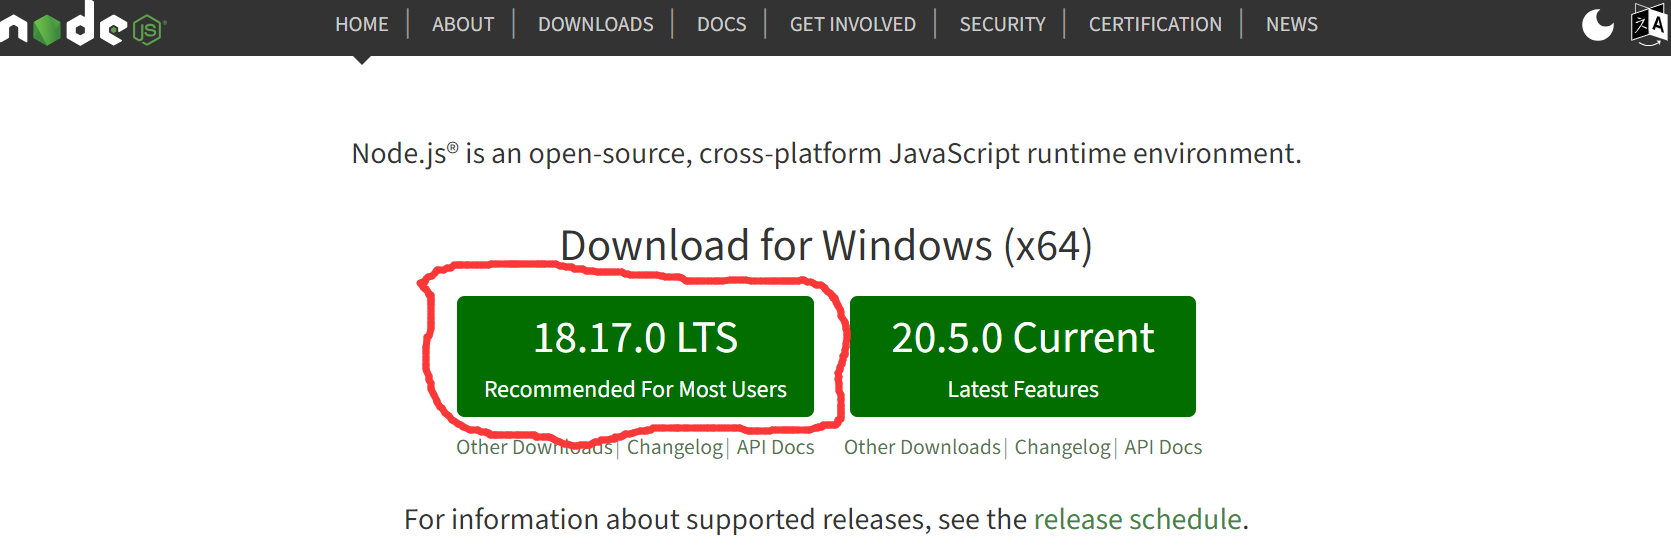 node JS
HOME | ABOUT | DOWNLOADS | DOCS | GET INVOLVED | SECURITY | CERTIFICATION | NEWS
Node.js® is an open-source, cross-platform JavaScript runtime environment.
Download for Windows (x64)
18.17.0 LTS
Recommended For Most Users
20.5.0 Current
Latest Features
Other Downloads | Changelog | API Docs
Other Downloads | Changelog | API Docs
For information about supported releases, see the release schedule.